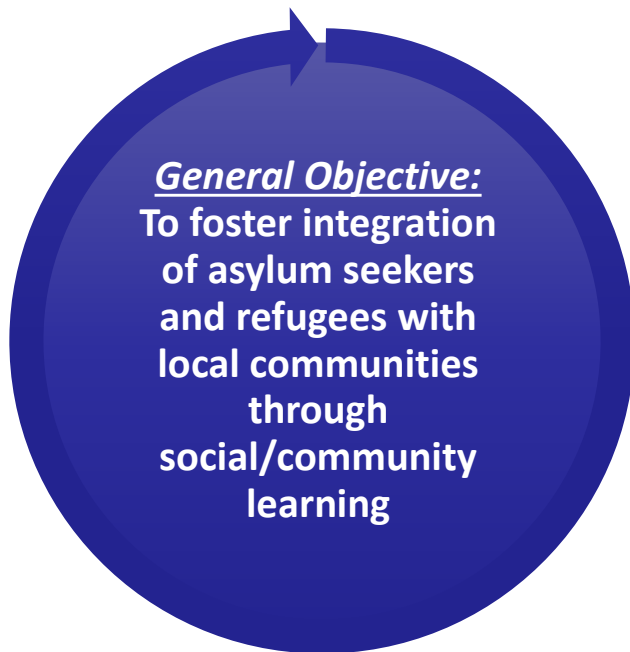 General Objective:
To foster integration
of asylum seekers
and refugees with
local communities
through
social/community
learning